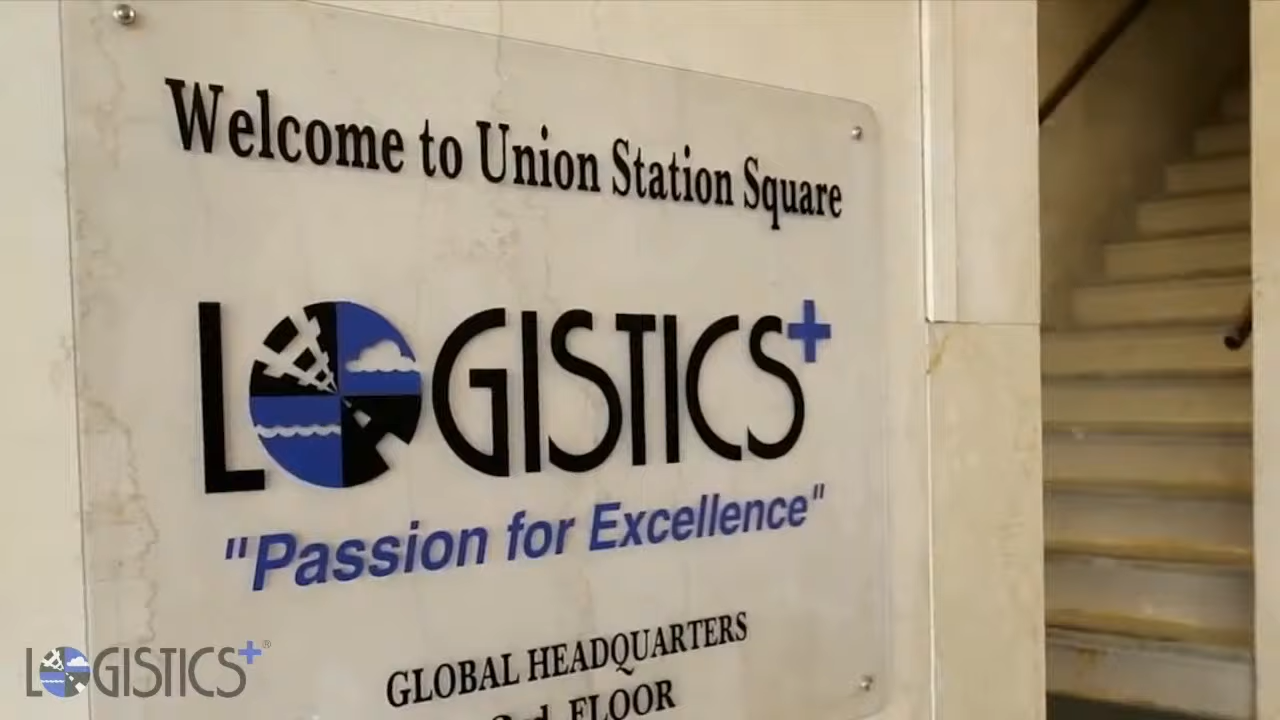 Welcome to Union Station Square
LOGISTICS+
"Passion for Excellence"
GLOBAL HEADQUARTERS
3rd FLOOR
LOGISTICS+®